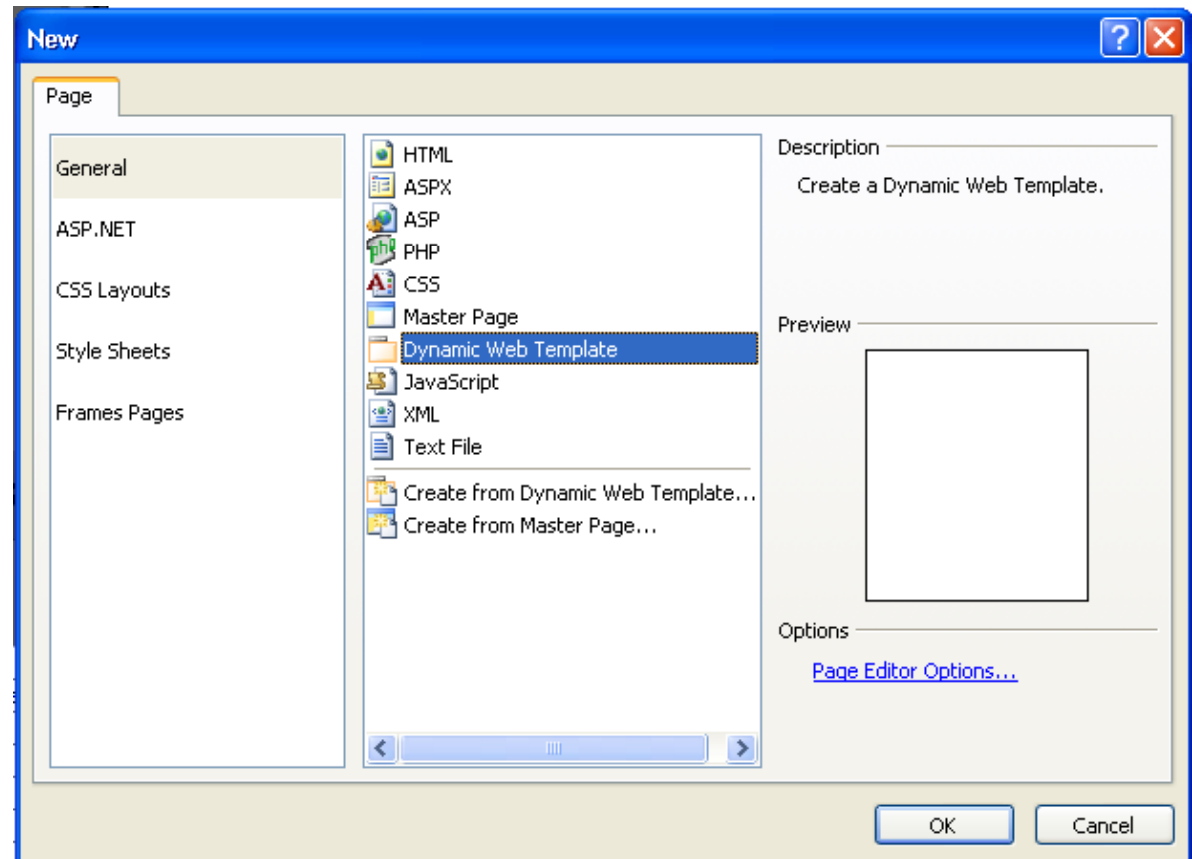 New
Page
General
ASP.NET
CSS Layouts
Style Sheets
Frames Pages
HTML
ASPX
ASP
PHP
CSS
Master Page
Dynamic Web Template
JavaScript
XML
Text File
Create from Dynamic Web Template...
Create from Master Page...
Description
Create a Dynamic Web Template.
Preview
Options
Page Editor Options...
OK
Cancel